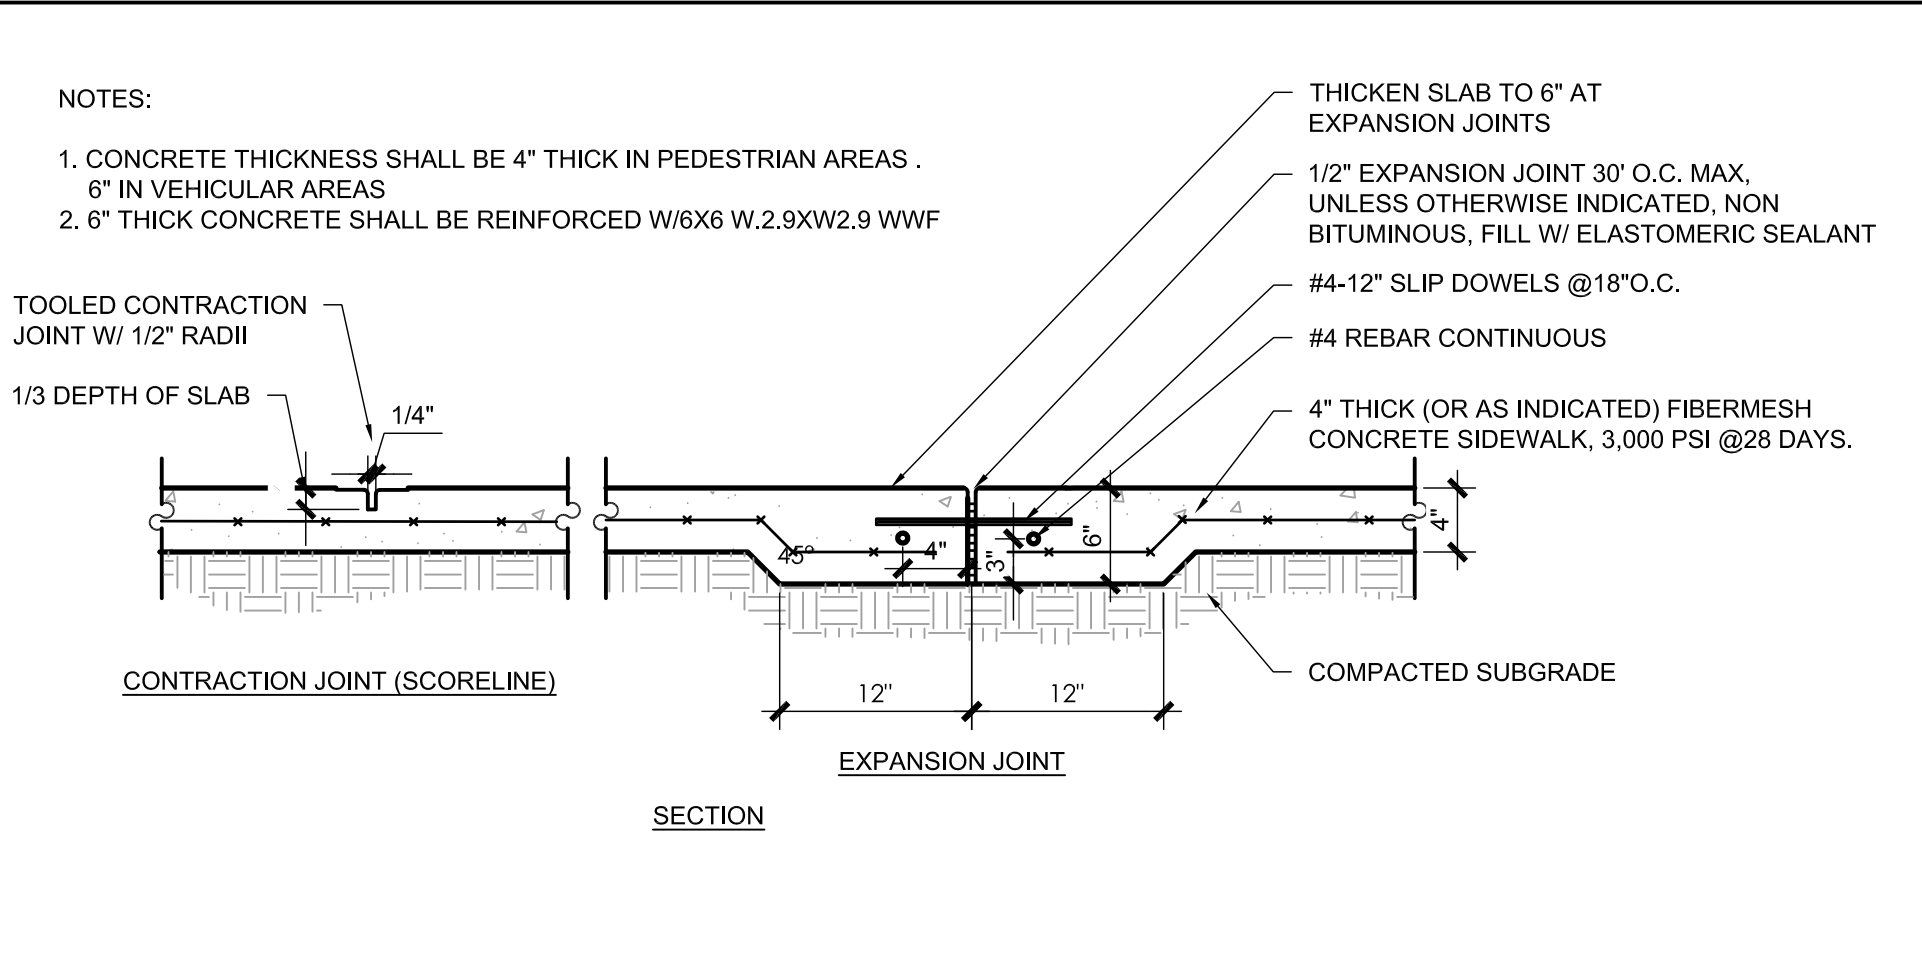 NOTES:
1. CONCRETE THICKNESS SHALL BE 4" THICK IN PEDESTRIAN AREAS .
6" IN VEHICULAR AREAS
2. 6" THICK CONCRETE SHALL BE REINFORCED W/6X6 W.2.9XW2.9 WWF
TOOLED CONTRACTION
JOINT W/ 1/2" RADII
1/3 DEPTH OF SLAB
1/4"
CONTRACTION JOINT (SCORELINE)
THICKEN SLAB TO 6" AT
EXPANSION JOINTS
1/2" EXPANSION JOINT 30' O.C. MAX,
UNLESS OTHERWISE INDICATED, NON
BITUMINOUS, FILL W/ ELASTOMERIC SEALANT
#4-12" SLIP DOWELS @18"O.C.
#4 REBAR CONTINUOUS
4" THICK (OR AS INDICATED) FIBERMESH
CONCRETE SIDEWALK, 3,000 PSI @28 DAYS.
45°
4"
3"
6"
4"
COMPACTED SUBGRADE
12"
12"
EXPANSION JOINT
SECTION